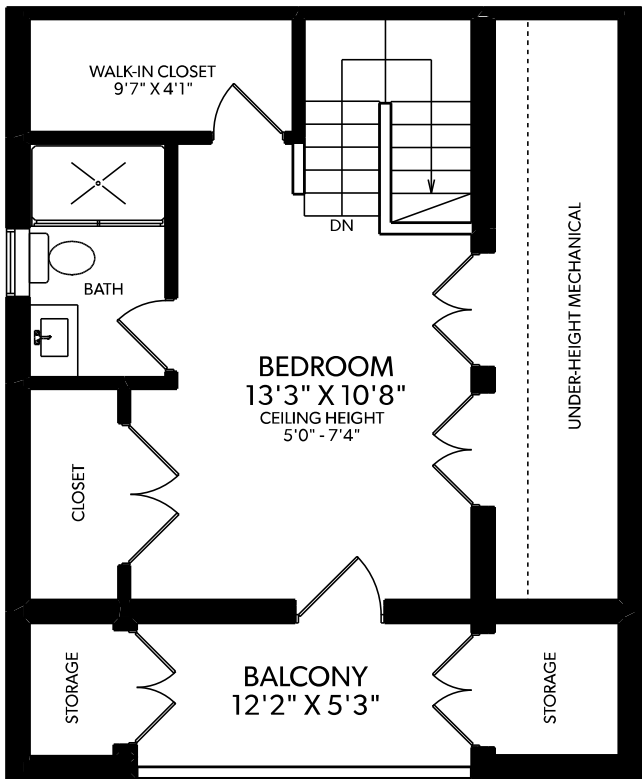 WALK-IN CLOSET
9'7" X 4'1"
DN
BATH
UNDER-HEIGHT MECHANICAL
BEDROOM
13'3" X 10'8"
CEILING HEIGHT
5'0" - 7'4"
CLOSET
STORAGE
BALCONY
12'2" X 5'3"
STORAGE